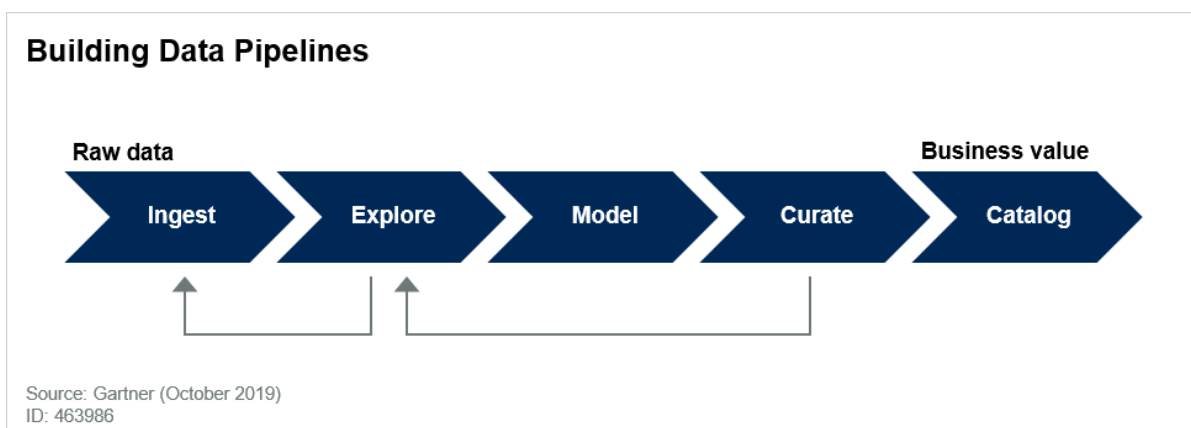 Building Data Pipelines
Raw data
Business value
Ingest
Explore
Model
Curate
Catalog
Source: Gartner (October 2019)
ID: 463986